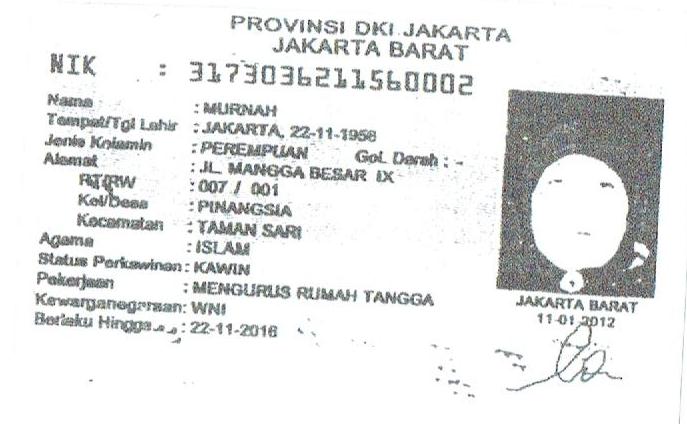 PROVINSI DKI JAKARTA
JAKARTA BARAT
NIK : 3173036211560002
Nama : MURNAH
Tempat/Tgl Lahir : JAKARTA, 22-11-1956
Jenis Kelamin : PEREMPUAN Gol. Darah : -
Alamat : JL. MANGGA BESAR IX
RT/RW : 007 / 001
Kel/Desa : PINANGSIA
Kecamatan : TAMAN SARI
Agama : ISLAM
Status Perkawinan : KAWIN
Pekerjaan : MENGURUS RUMAH TANGGA
Kewarganegaraan: WNI
Berlaku Hingga : 22-11-2016
JAKARTA BARAT
11-01-2012